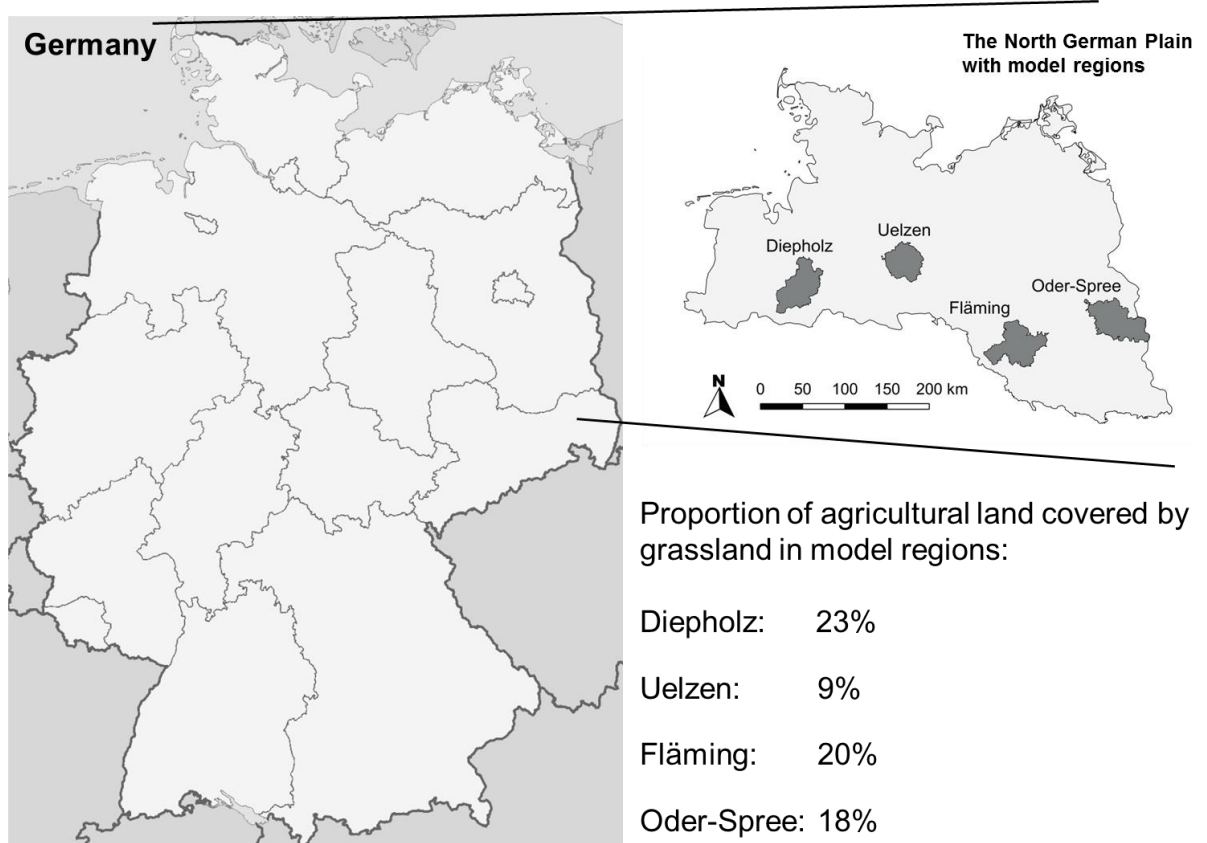 Germany
The North German Plain
with model regions
Diepholz
Uelzen
Fläming
Oder-Spree
N
0 50 100 150 200 km
Proportion of agricultural land covered by
grassland in model regions:
Diepholz: 23%
Uelzen: 9%
Fläming: 20%
Oder-Spree: 18%